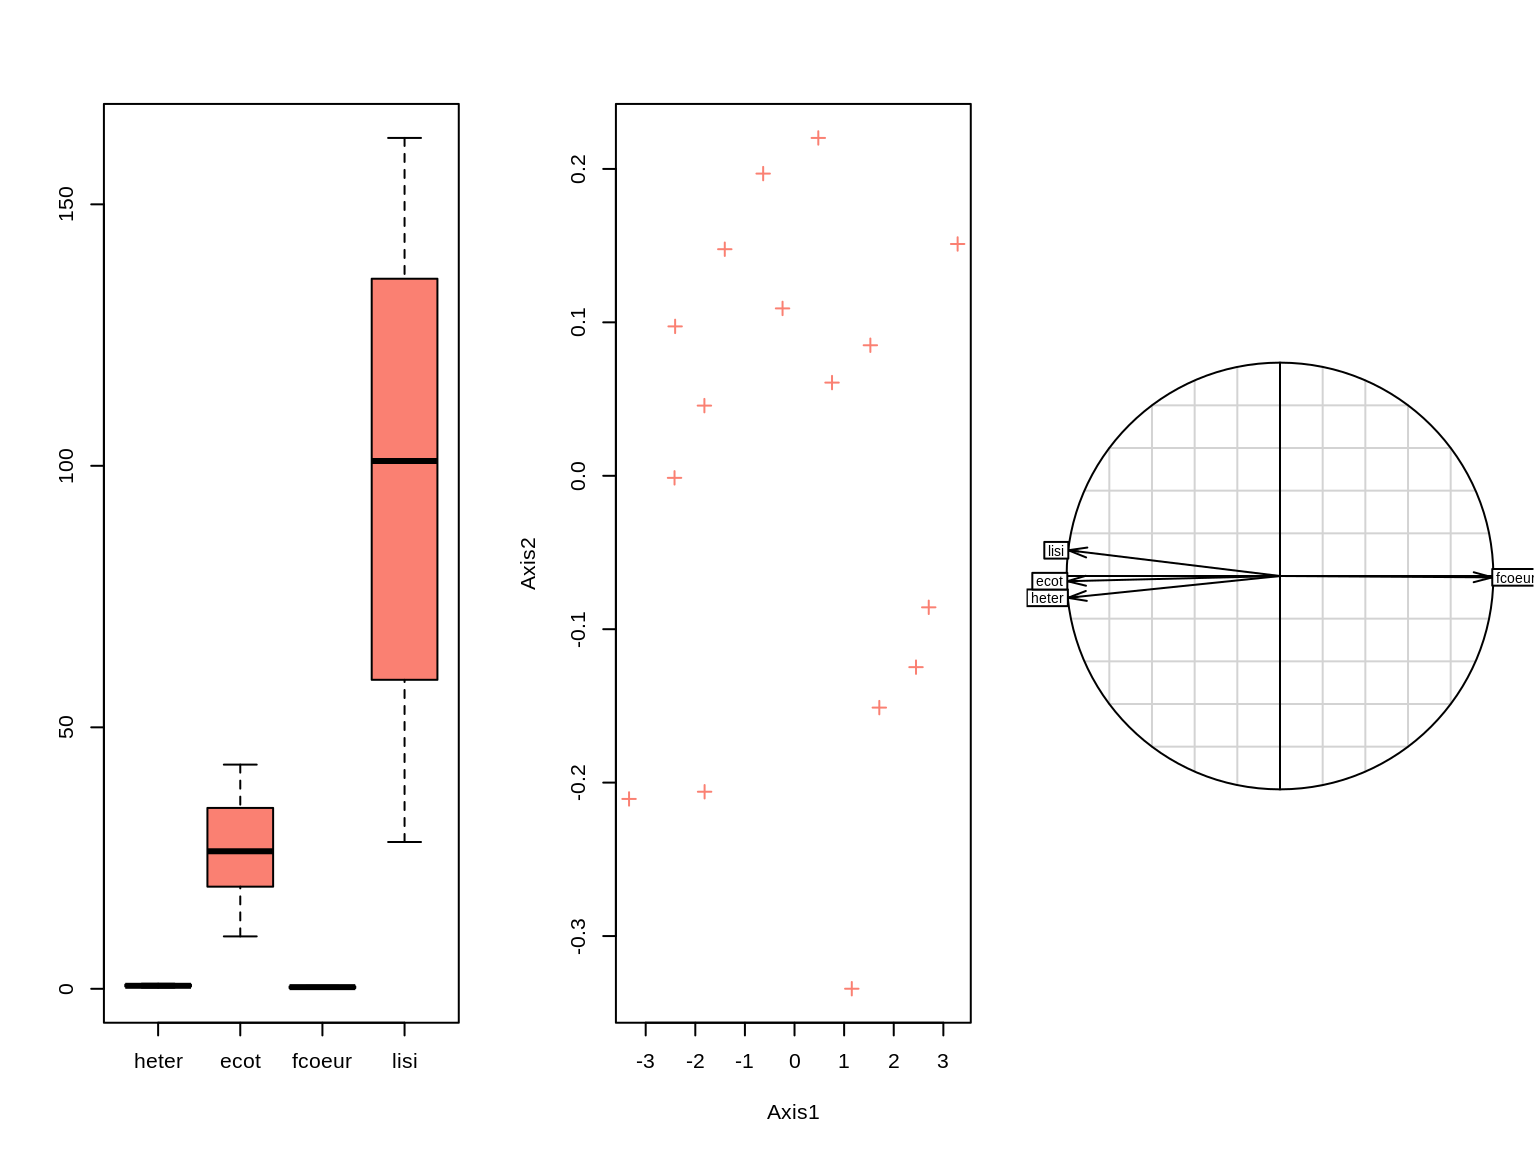 150
100
50
0
heter ecot fcoeur lisi
0.2
0.1
0.0
-0.1
-0.2
-0.3
Axis2
-3 -2 -1 0 1 2 3
Axis1
lisi
ecot
heter
fcoeur